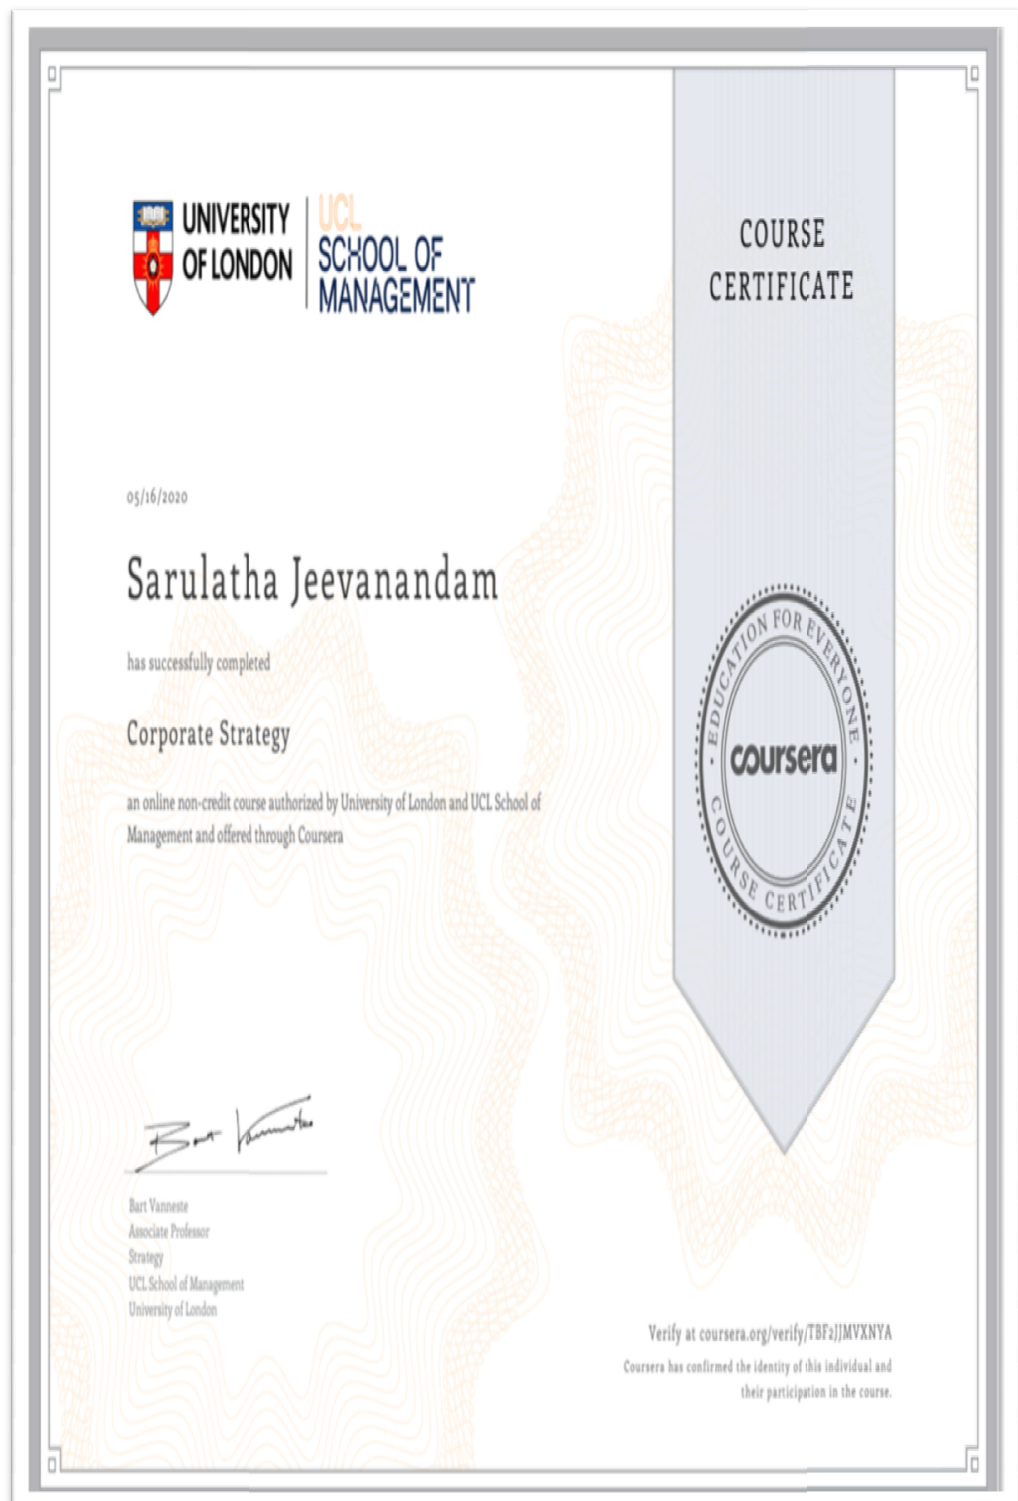 UNIVERSITY
OF LONDON
UCL
SCHOOL OF
MANAGEMENT
COURSE
CERTIFICATE
05/16/2020
Sarulatha Jeevanandam
has successfully completed
Corporate Strategy
an online non-credit course authorized by University of London and UCL School of
Management and offered through Coursera
EDUCATION FOR EVERYONE
coursera
COURSE CERTIFICATE
Bart Vanneste
Bart Vanneste
Associate Professor
Strategy
UCL School of Management
University of London
Verify at coursera.org/verify/TBF2JJMVXNYA
Coursera has confirmed the identity of this individual and
their participation in the course.